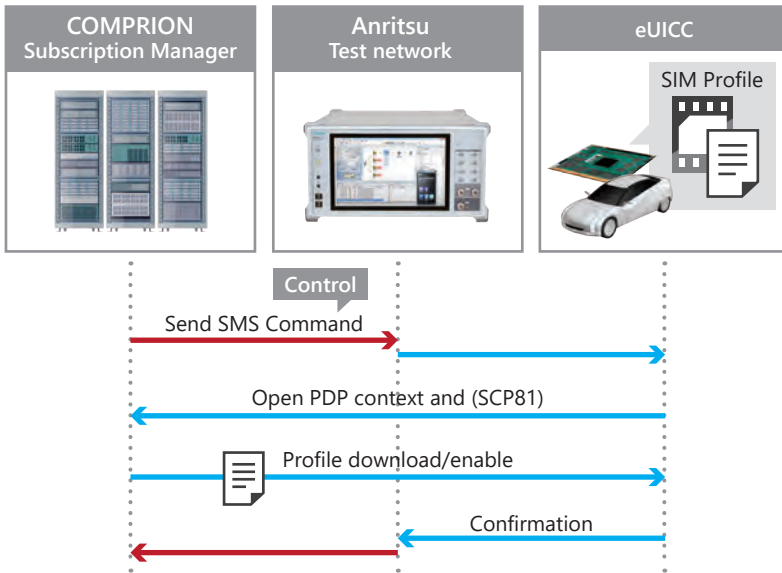 COMPRION
Subscription Manager
Anritsu
Test network
eUICC
SIM Profile
Control
Send SMS Command
Open PDP context and (SCP81)
Profile download/enable
Confirmation